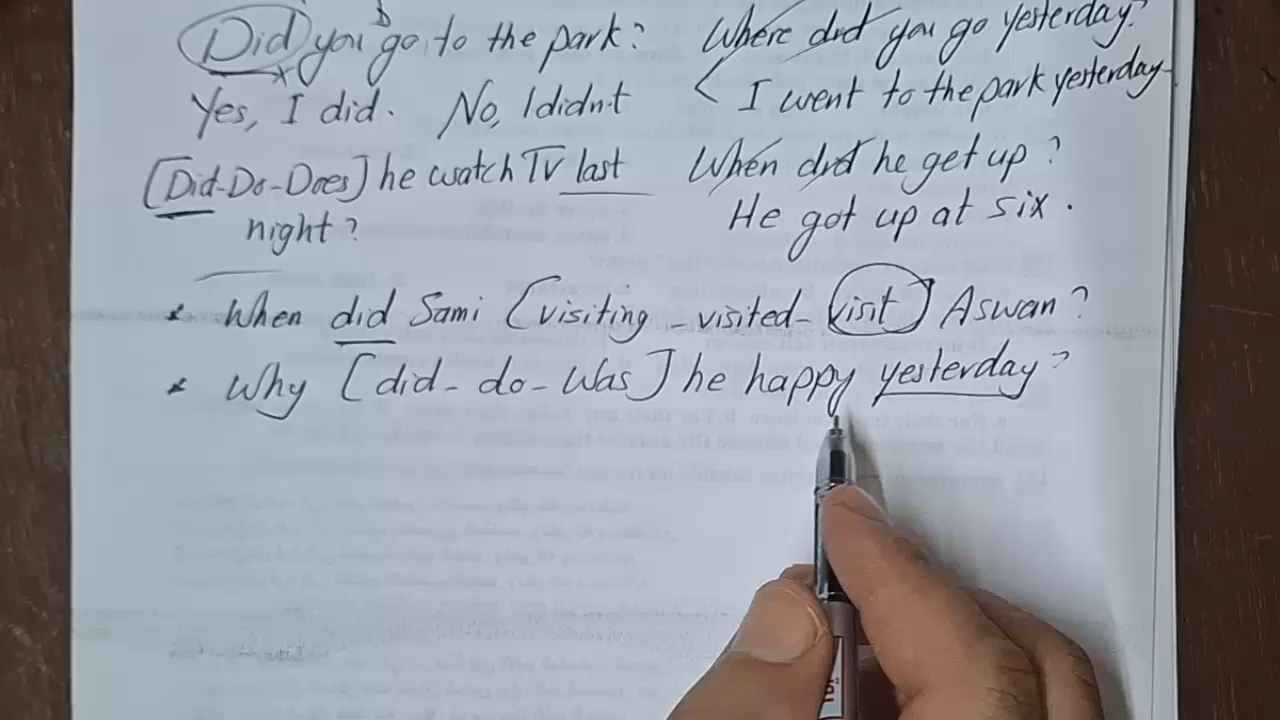 Did you go to the park?
Yes, I did. No, I didn't
[Did-Do-Does] he watch TV last
night?
Where did you go yesterday?
I went to the park yesterday
When did he get up?
He got up at six.
* When did Sami [visiting - visited - visit] Aswan?
* Why [did - do - was] he happy yesterday?